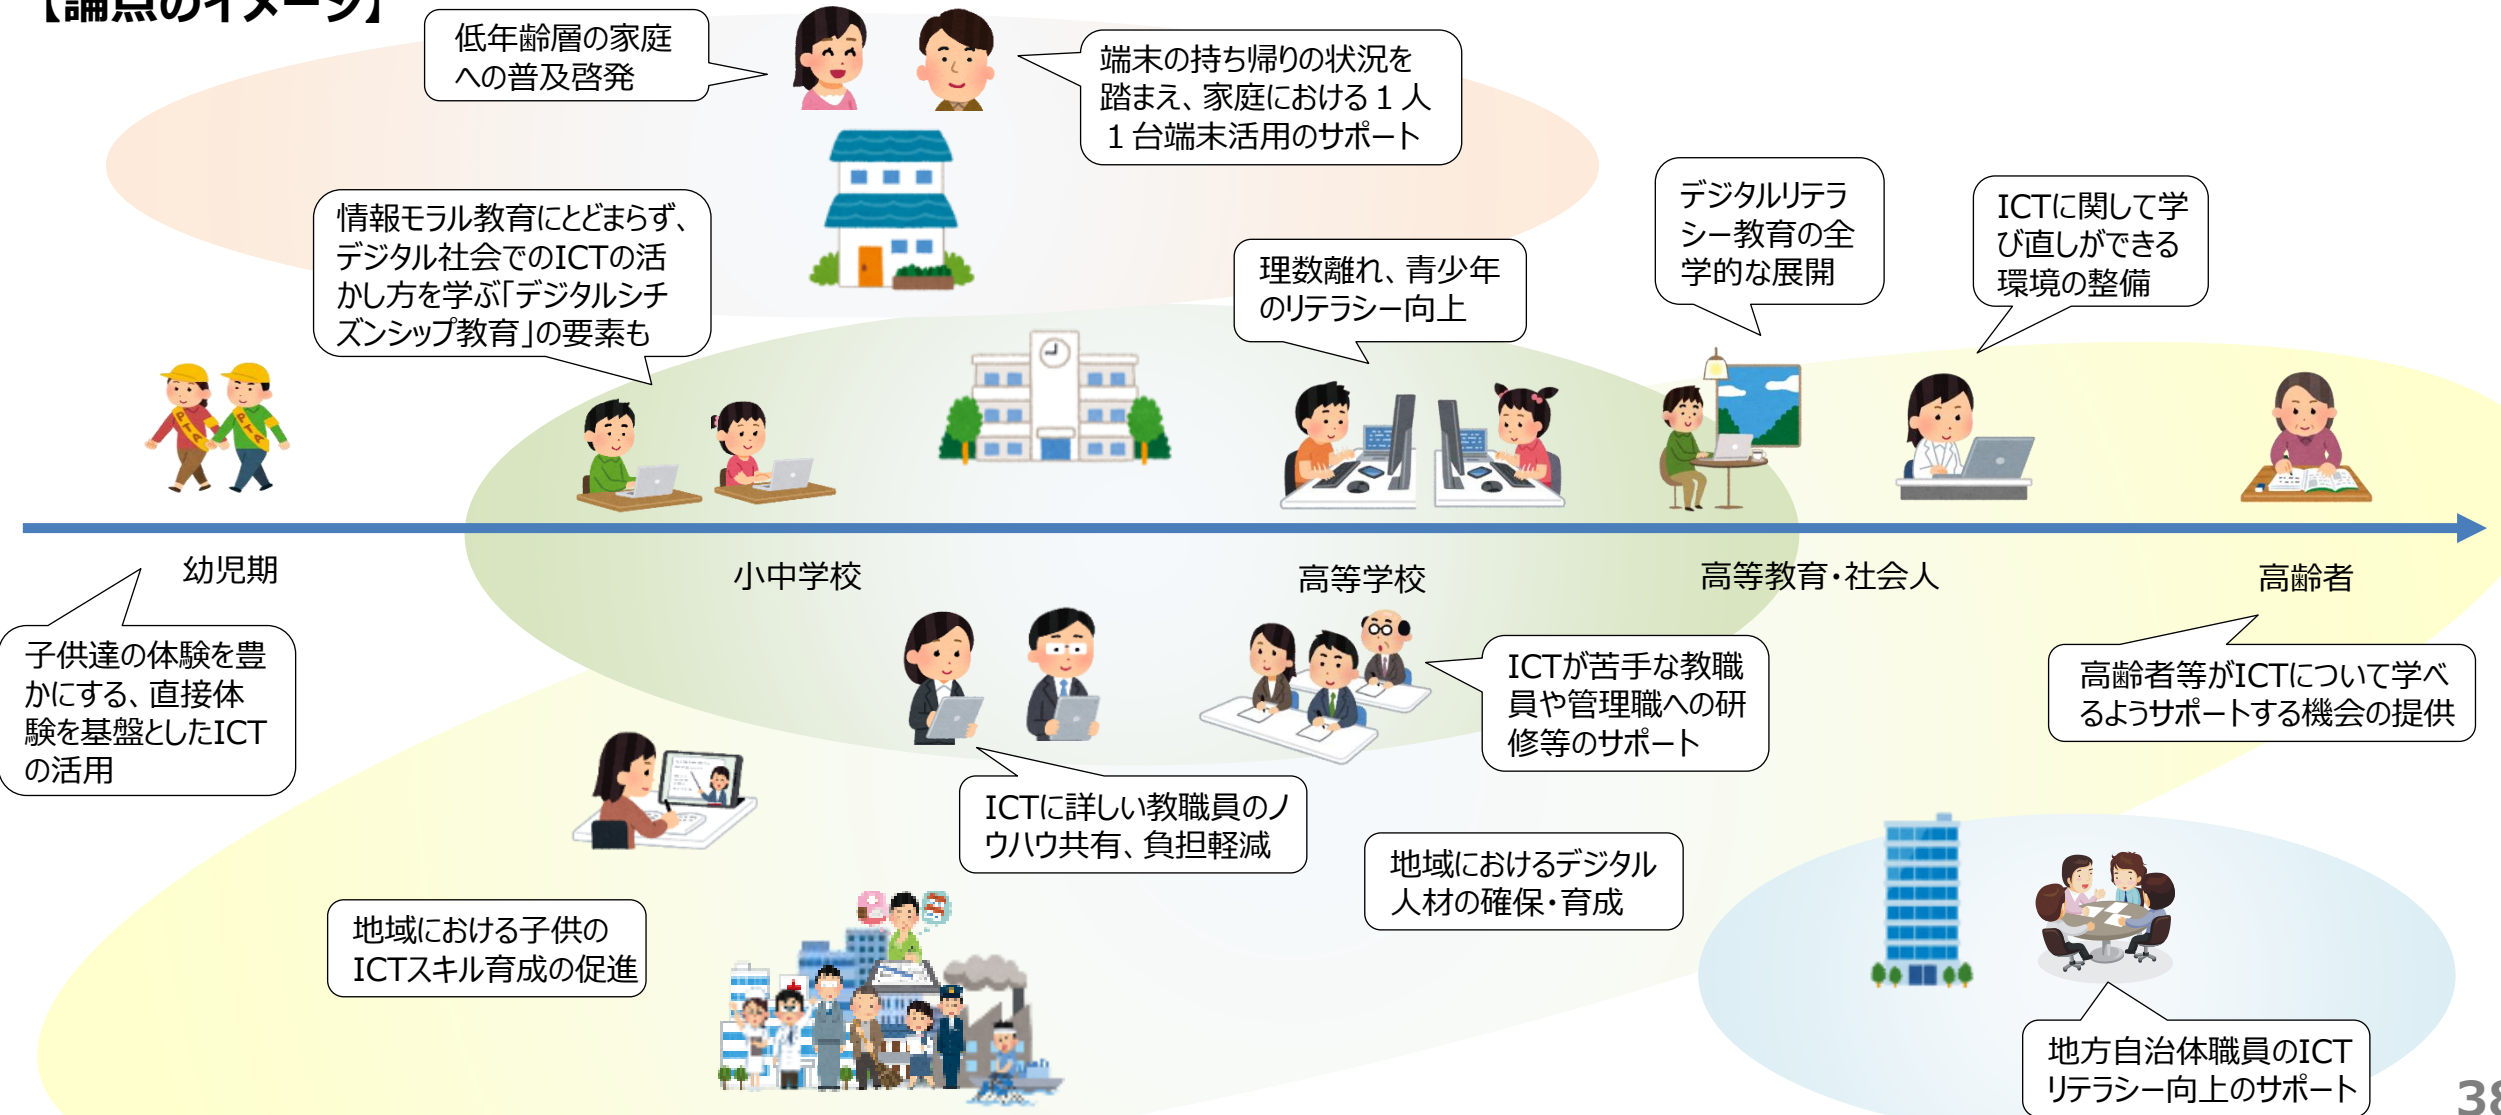 【論点のイメージ】
低年齢層の家庭
への普及啓発
端末の持ち帰りの状況を
踏まえ、家庭における１人
１台端末活用のサポート
情報モラル教育にとどまらず、
デジタル社会でのICTの活
かし方を学ぶ「デジタルシチ
ズンシップ教育」の要素も
理数離れ、青少年
のリテラシー向上
デジタルリテラ
シー教育の全
学的な展開
ICTに関して学
び直しができる
環境の整備
PTA
PTA
幼児期
小中学校
高等学校
高等教育・社会人
高齢者
子供達の体験を豊
かにする、直接体
験を基盤としたICT
の活用
ICTが苦手な教職
員や管理職への研
修等のサポート
高齢者等がICTについて学べ
るようサポートする機会の提供
ICTに詳しい教職員のノ
ウハウ共有、負担軽減
地域におけるデジタル
人材の確保・育成
地域における子供の
ICTスキル育成の促進
地方自治体職員のICT
リテラシー向上のサポート
38